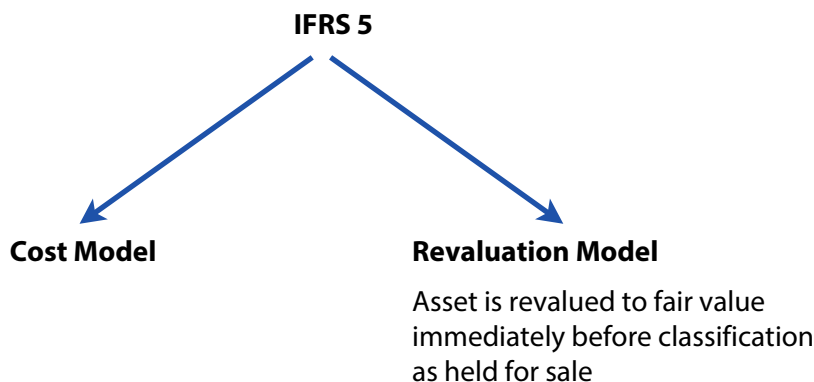 IFRS 5
Cost Model
Revaluation Model
Asset is revalued to fair value
immediately before classification
as held for sale